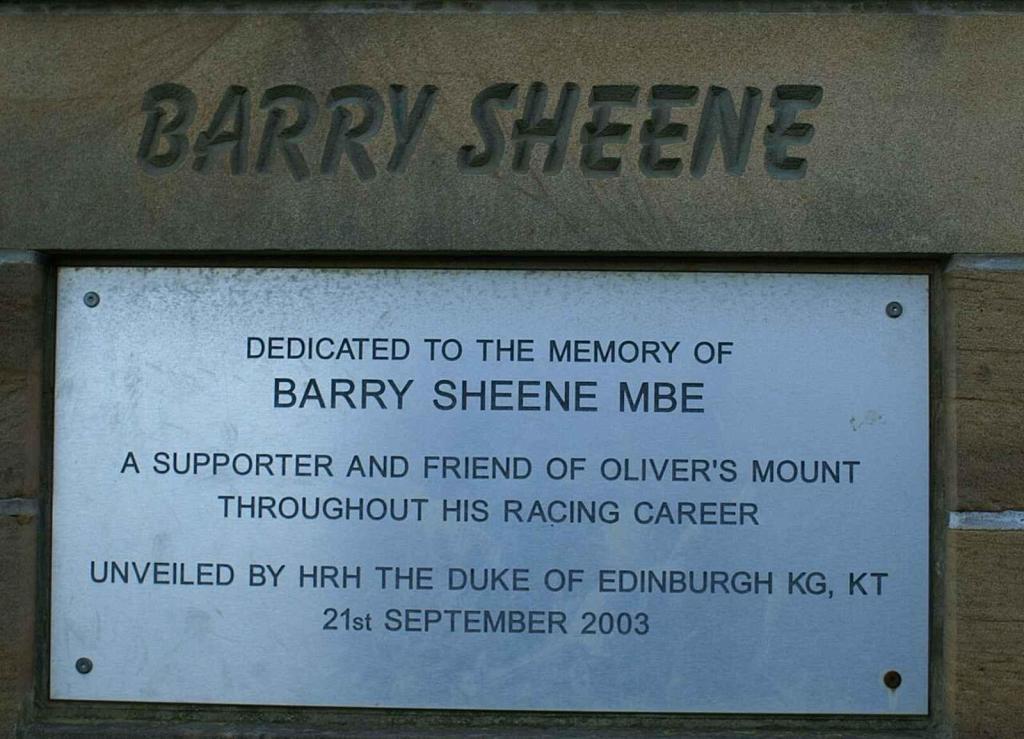 BARRY SHEENE
DEDICATED TO THE MEMORY OF
BARRY SHEENE MBE
A SUPPORTER AND FRIEND OF OLIVER'S MOUNT
THROUGHOUT HIS RACING CAREER
UNVEILED BY HRH THE DUKE OF EDINBURGH KG, KT
21st SEPTEMBER 2003